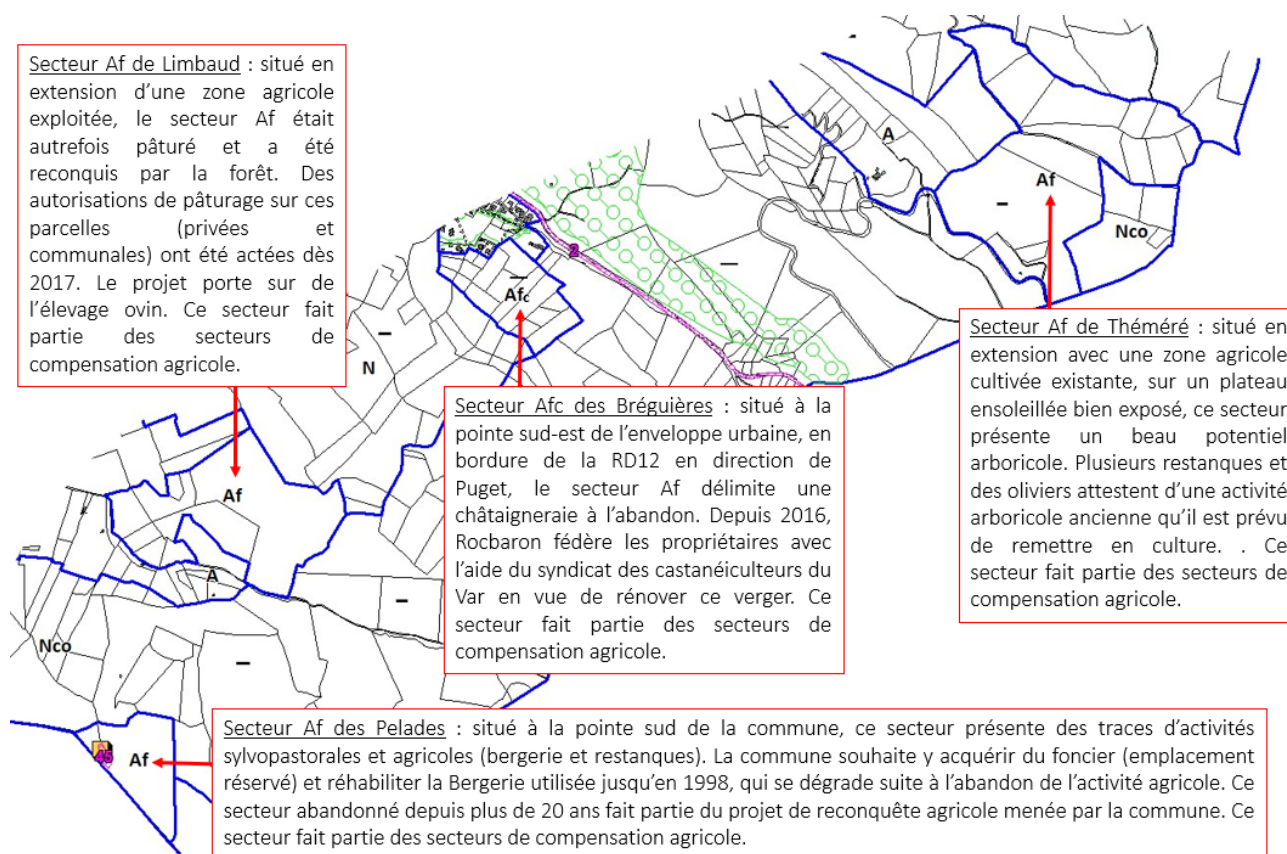 Secteur Af de Limbaud : situé en
extension d'une zone agricole
exploitée, le secteur Af était
autrefois pâturé et a été
reconquis par la forêt. Des
autorisations de pâturage sur ces
parcelles (privées et
communales) ont été actées dès
2017. Le projet porte sur de
l'élevage ovin. Ce secteur fait
partie des secteurs de
compensation agricole.
A
Af
Nco
2
Afc
N
Secteur Af de Théméré : situé en
extension avec une zone agricole
cultivée existante, sur un plateau
ensoleillée bien exposé, ce secteur
présente un beau potentiel
arboricole. Plusieurs restanques et
des oliviers attestent d'une activité
arboricole ancienne qu'il est prévu
de remettre en culture. . Ce
secteur fait partie des secteurs de
compensation agricole.
Secteur Afc des Bréguières : situé à la
pointe sud-est de l'enveloppe urbaine, en
bordure de la RD12 en direction de
Puget, le secteur Af délimite une
châtaigneraie à l'abandon. Depuis 2016,
Rocbaron fédère les propriétaires avec
l'aide du syndicat des castanéiculteurs du
Var en vue de rénover ce verger. Ce
secteur fait partie des secteurs de
compensation agricole.
Af
A
Nco
Secteur Af des Pelades : situé à la pointe sud de la commune, ce secteur présente des traces d'activités
sylvopastorales et agricoles (bergerie et restanques). La commune souhaite y acquérir du foncier (emplacement
réservé) et réhabiliter la Bergerie utilisée jusqu'en 1998, qui se dégrade suite à l'abandon de l'activité agricole. Ce
secteur abandonné depuis plus de 20 ans fait partie du projet de reconquête agricole menée par la commune. Ce
secteur fait partie des secteurs de compensation agricole.
45
Af